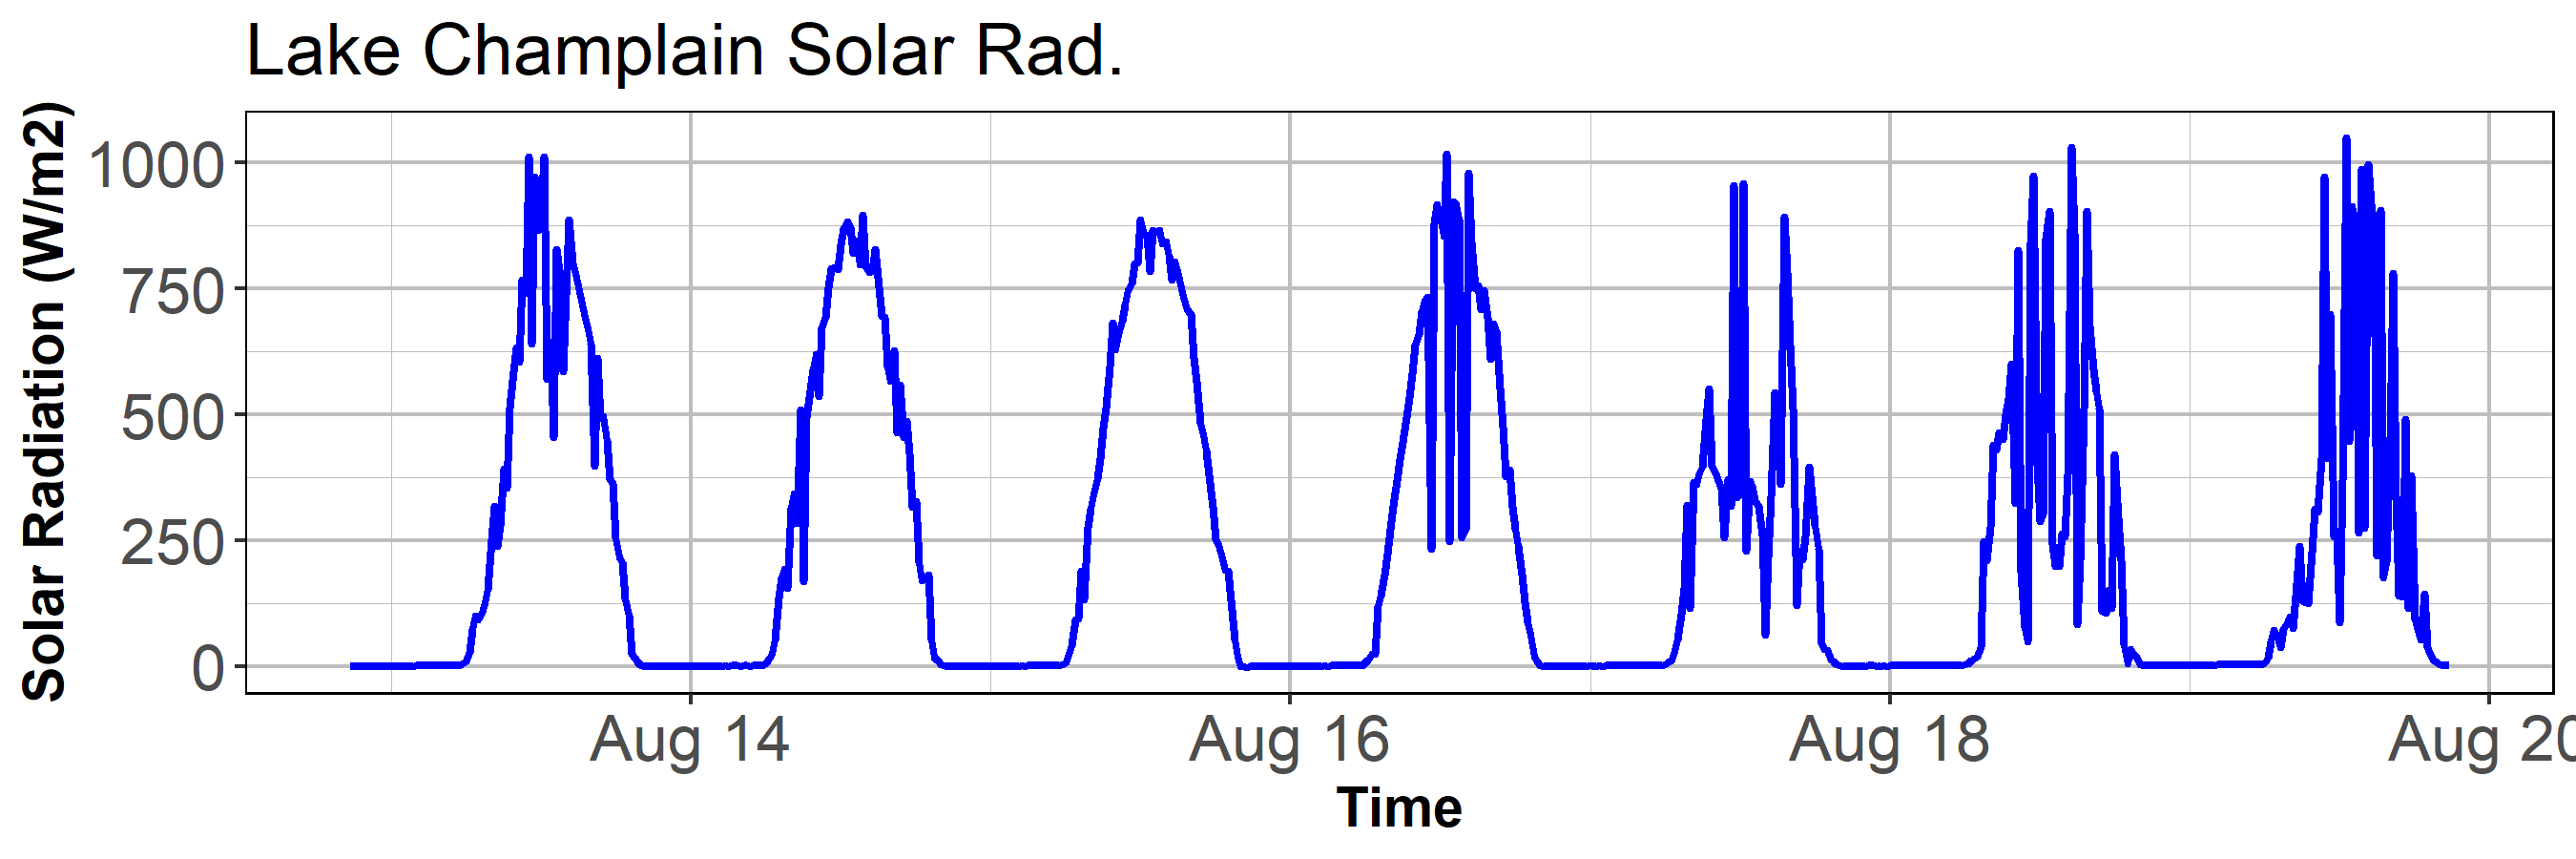 Lake Champlain Solar Rad.
Solar Radiation (W/m2)
1000
750
500
250
0
Aug 14 Aug 16 Aug 18 Aug 20
Time